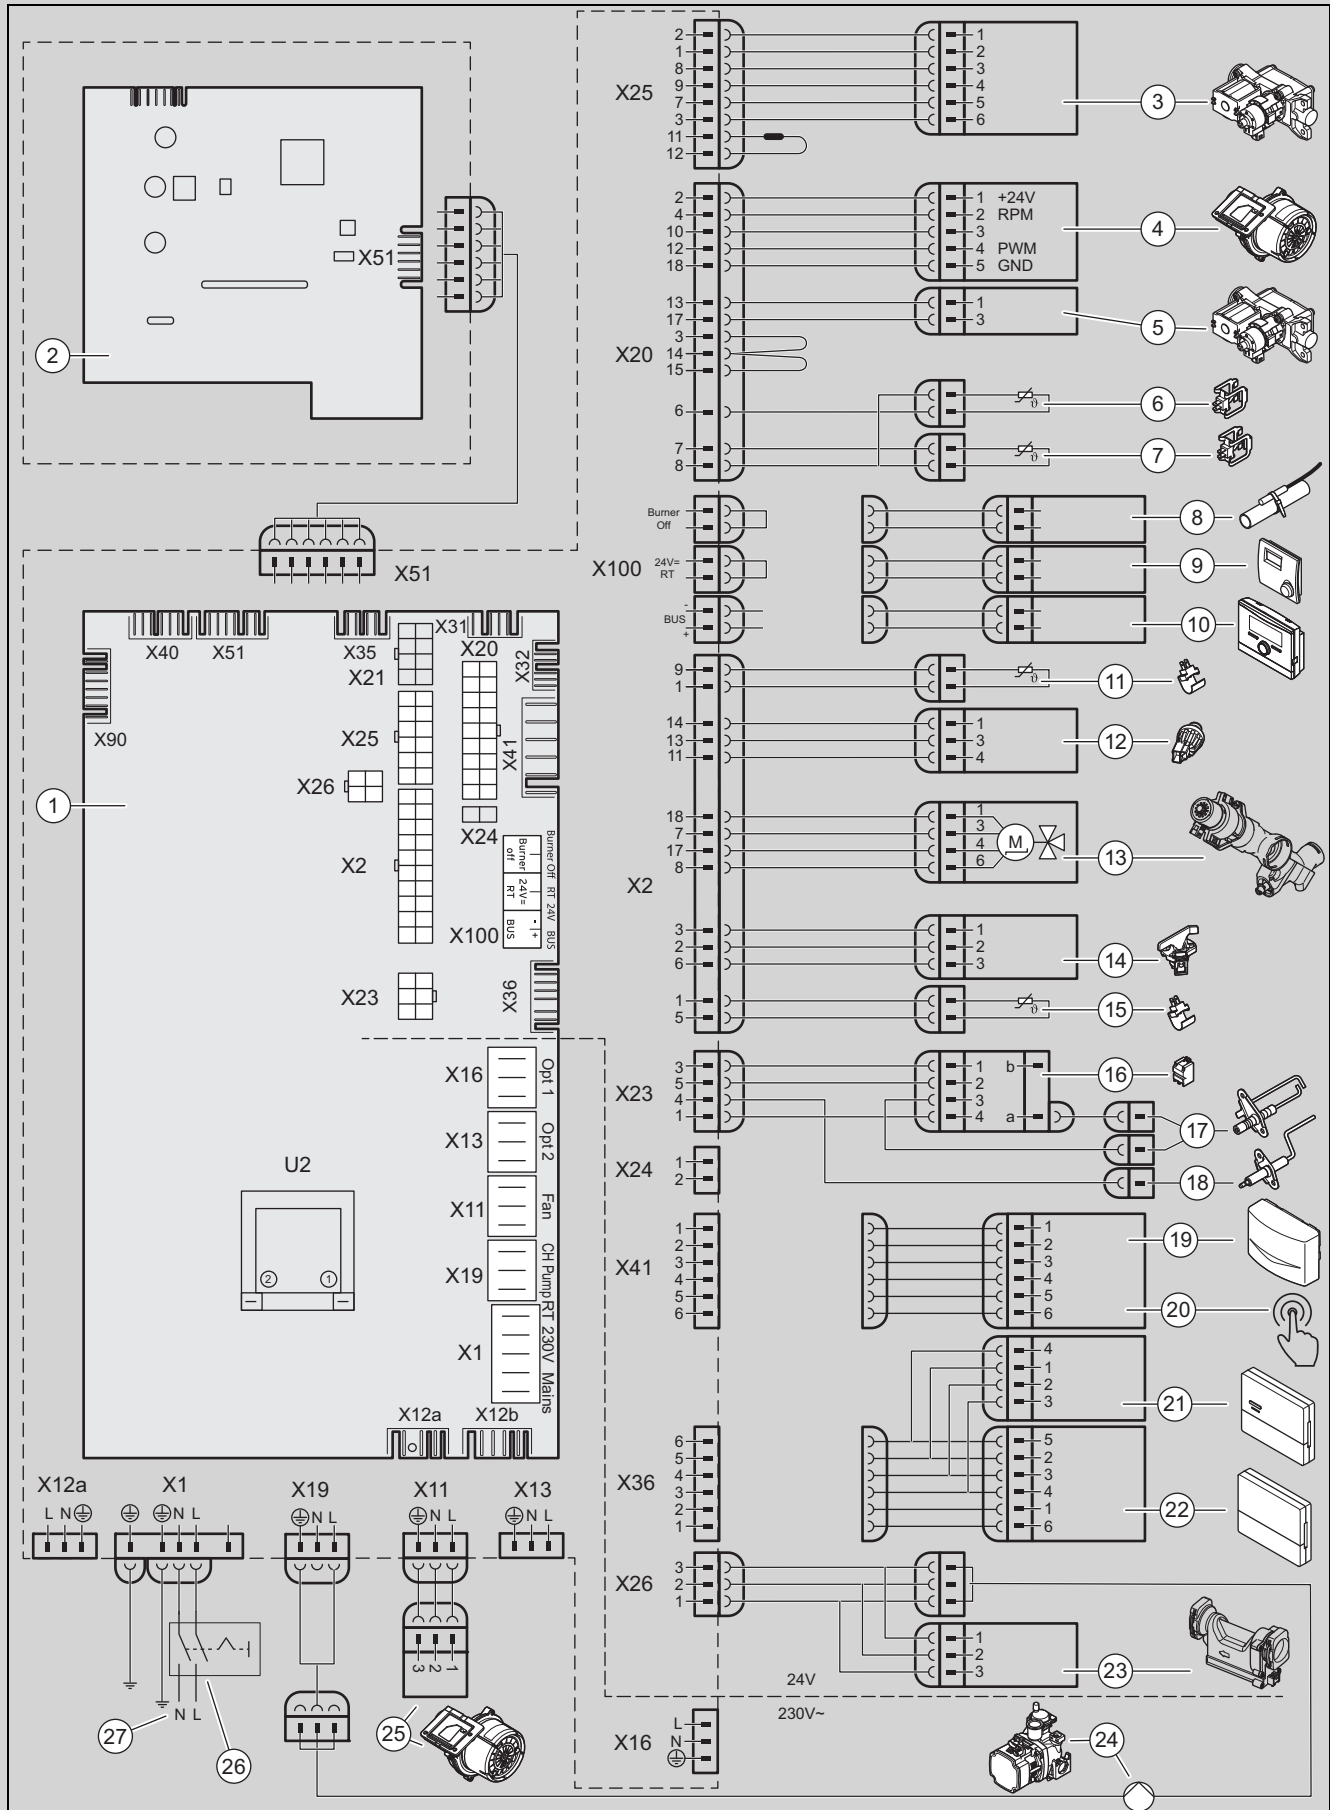 X51
2
X51
X25
2 1
1 2
8 3
9 4
7 5
3 6
11
12
3
X20
2 1 +24V
4 2 RPM
10 3
12 4 PWM
18 5 GND
4
13 1
17 3
3
14
15
5
6
6
7
8
7
ϑ
ϑ
X100
Burner
Off
8
24V=
RT
9
-
BUS
+
10
X2
9
1
ϑ
11
14 1
13 3
11 4
12
18 1
7 3
17 4
8 6
M
13
3 1
2 2
6 3
14
1
5
ϑ
15
X23
3 1 b
5 2
4 3
1 4 a
16
17
18
X24
1
2
X41
1 1
2 2
3 3
4 4
5 5
6 6
19
20
4
1
2
3
21
X36
6 5
5 2
4 3
3 4
2 1
1 6
22
X26
3
2
1
1
2
3
23
24V
230V~
X16
L
N
24
X40
X51
X35
X31
X20
X21
X32
X90
X25
X41
X26
X24
X2
Burner
off
24V=
RT
- +
BUS
Burner Off RT 24V BUS
X100
X23
X36
1
X16
Opt 1
X13
Opt 2
X11
Fan
X19
CH Pump
X1
RT 230V Mains
U2
2 1
X12a
X12b
X12a
L N
X1
N L
X19
N L
X11
N L
X13
N L
3 2 1
N L
27
26
25